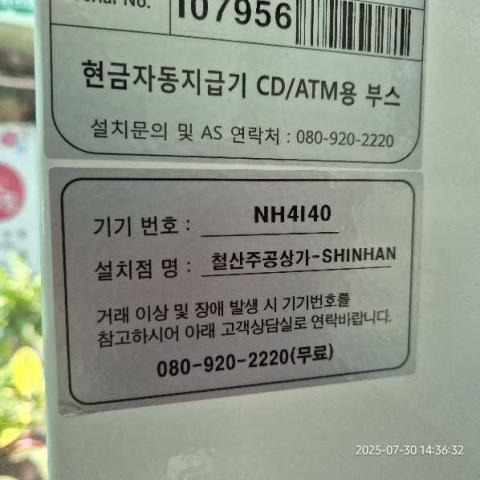 Serial No.
107956
현금자동지급기 CD/ATM용 부스
설치문의 및 AS 연락처 : 080-920-2220
기기 번호 : NH4140
설치점 명 : 철산주공상가-SHINHAN
거래 이상 및 장애 발생 시 기기번호를
참고하시어 아래 고객상담실로 연락바랍니다.
080-920-2220(무료)
2025-07-30 14:36:32